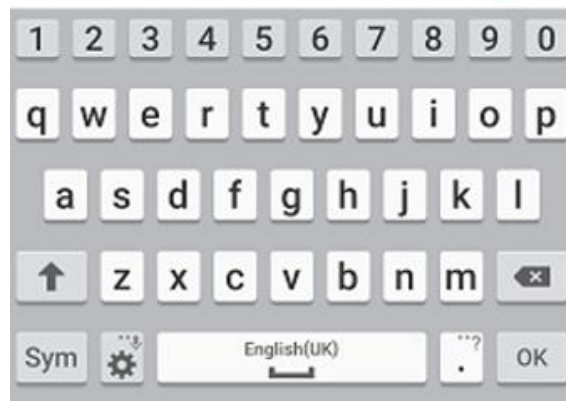 1 2 3 4 5 6 7 8 9 0
q w e r t y u i o p
a s d f g h j k l
z x c v b n m
Sym English(UK) . ? OK